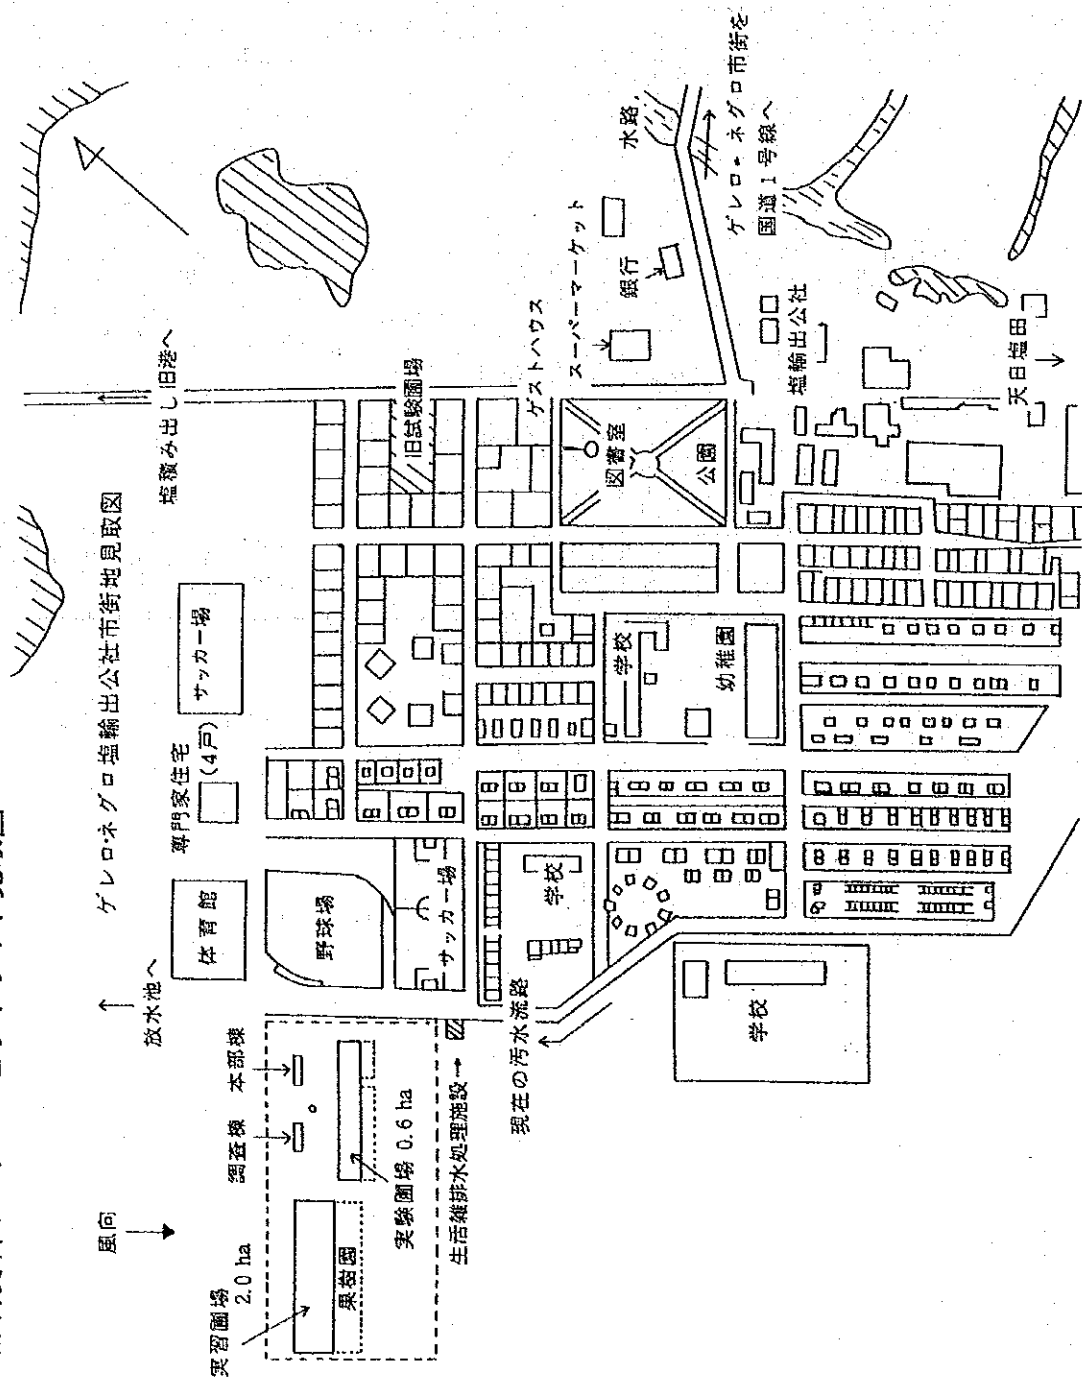 ゲレロ・ネグロ塩輸出公社市街地見取図
風向
放水池へ
塩積み出し旧港へ
体育館
専門家住宅
(4戸)
サッカー場
実習圃場
2.0 ha
調査棟
本部棟
果樹園
実験圃場 0.6 ha
生活雑排水処理施設→
野球場
サッカー場
旧試験圃場
現在の汚水流路
学校
学校
学校
幼稚園
ゲストハウス
図書室
公園
スーパーマーケット
銀行
水路
ゲレロ・ネグロ市街を
国道1号線へ
塩輸出公社
天日塩田